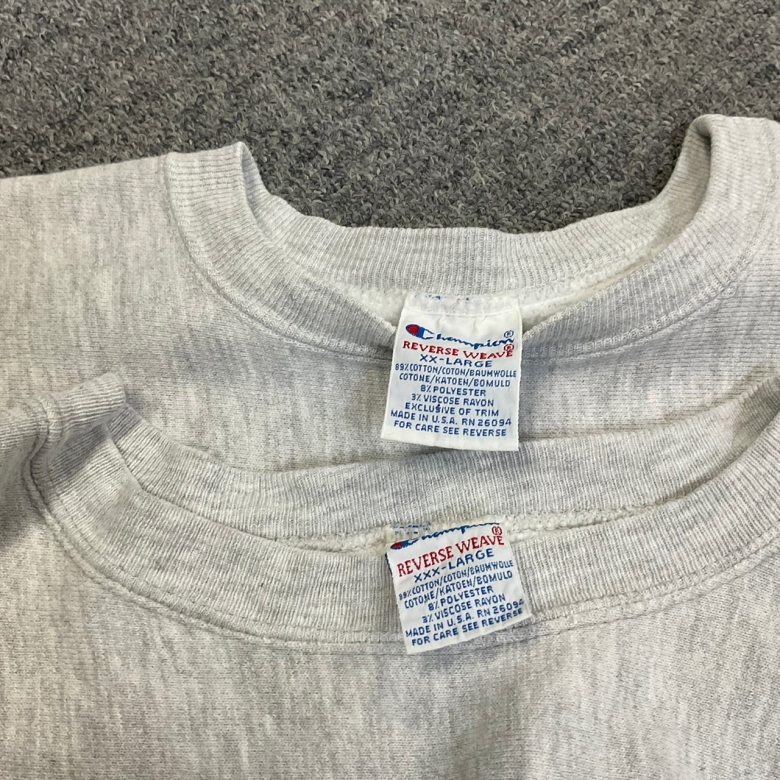 Champion®
REVERSE WEAVE®
XX-LARGE
89% COTTON/COTON/BAUMWOLLE
COTONE/KATOEN/BOMULD
8% POLYESTER
3% VISCOSE RAYON
EXCLUSIVE OF TRIM
MADE IN U.S.A. RN 26094
FOR CARE SEE REVERSE
Champion
REVERSE WEAVE®
XXX-LARGE
89% COTTON/COTON/BAUMWOLLE
COTONE/KATOEN/BOMULD
8% POLYESTER
3% VISCOSE RAYON
MADE IN U.S.A. RN 26094
FOR CARE SEE REVERSE